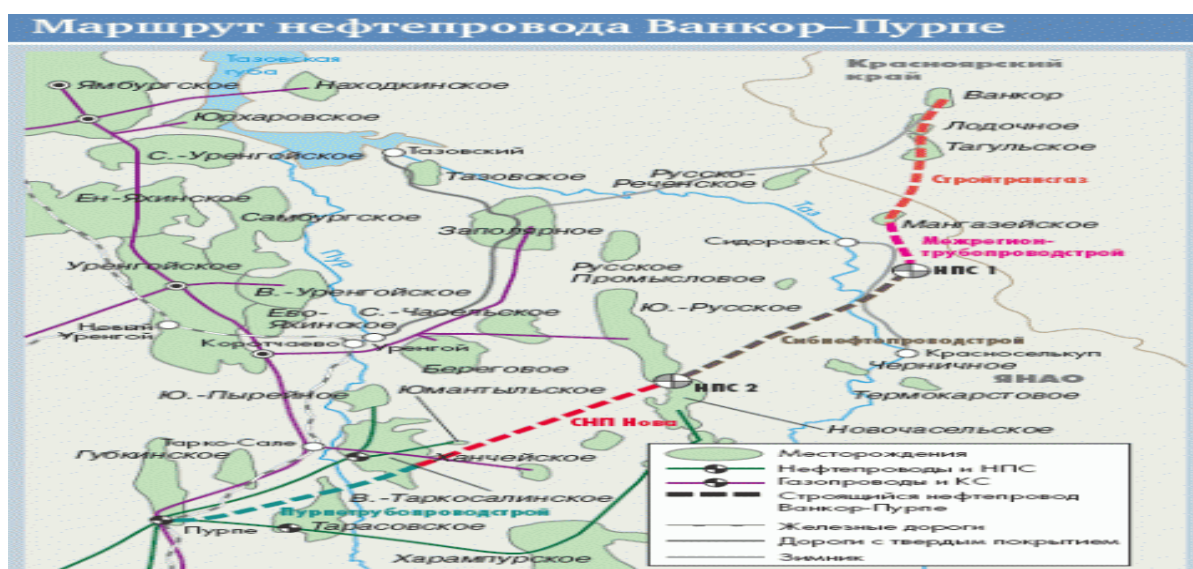 Маршрут нефтепровода Ванкор–Пурпе
Тазовская
губа
Красноярский
край
Ямбургское
Находкинское
Ванкор
Юрхаровское
Лодочное
Тагульское
С.-Уренгойское
Тазовский
Тазовское
Русско-
Реченское
Стройтрансгаз
Ен-Яхинское
Самбургское
Заполярное
Таз
Мангазейское
Сидоровск
Межрегион-
трубопроводстрой
Пур
Уренгойское
Русское
Промысловое
НПС 1
В.-Уренгойское
Ю.-Русское
Ево-
Яхинское
С.-Часельское
Новый
Уренгой
Коротчаево
Уренгой
Сибнефтепроводстрой
Красноселькуп
Береговое
Черничное
ЯНАО
Ю.-Пырейное
Юмантыльское
НПС 2
Термокарстовое
СНП Нова
Новочасельское
Тарко-Сале
Губкинское
Ханчейское
В.-Таркосалинское
Пурпетрубопроводстрой
Пурпе
Тарасовское
Харампурское
Месторождения
Нефтепроводы и НПС
Газопроводы и КС
Строящийся нефтепровод
Ванкор-Пурпе
Железные дороги
Дороги с твердым покрытием
Зимник